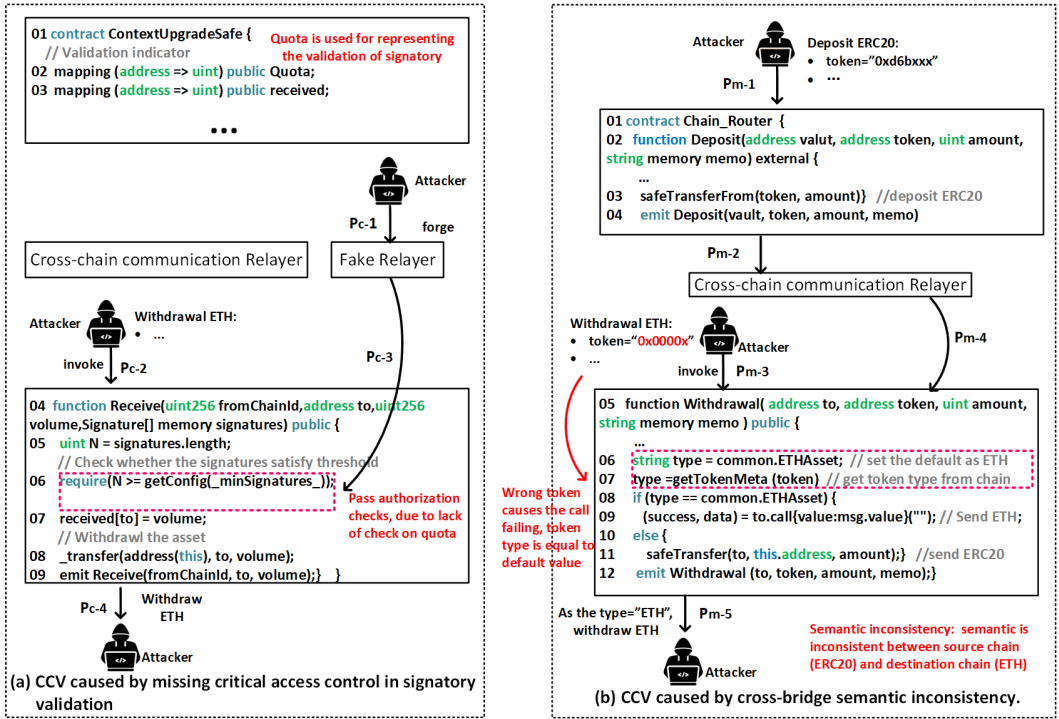 01 contract ContextUpgradeSafe {
// Validation indicator
02 mapping (address => uint) public Quota;
03 mapping (address => uint) public received;
...
Quota is used for representing
the validation of signatory
Attacker
Pc-1
forge
Cross-chain communication Relayer
Fake Relayer
Attacker
Withdrawal ETH:
• ...
invoke
Pc-2
Pc-3
04 function Receive(uint256 fromChainId,address to,uint256
volume,Signature[] memory signatures) public {
05 uint N = signatures.length;
// Check whether the signatures satisfy threshold
06 require(N >= getConfig(_minSignatures_));
Pass authorization
checks, due to lack
of check on quota
07 received[to] = volume;
// Withdrawl the asset
08 _transfer(address(this), to, volume);
09 emit Receive(fromChainId, to, volume);} }
Pc-4
Withdraw
ETH
Attacker
(a) CCV caused by missing critical access control in signatory
validation
Attacker
Pm-1
Deposit ERC20:
• token="0xd6bxxx"
• ...
01 contract Chain_Router {
02 function Deposit(address valut, address token, uint amount,
string memory memo) external {
...
03 safeTransferFrom(token, amount)} //deposit ERC20
04 emit Deposit(vault, token, amount, memo)
Pm-2
Cross-chain communication Relayer
Withdrawal ETH:
• token="0x0000x"
• ...
Attacker
invoke
Pm-3
Pm-4
05 function Withdrawal( address to, address token, uint amount,
string memory memo ) public {
...
06 string type = common.ETHAsset; // set the default as ETH
07 type =getTokenMeta (token) // get token type from chain
08 if (type == common.ETHAsset) {
09 (success, data) = to.call{value:msg.value}(""); // Send ETH;
10 else {
11 safeTransfer(to, this.address, amount);} //send ERC20
12 emit Withdrawal (to, token, amount, memo);}
Wrong token
causes the call
failing, token
type is equal to
default value
As the type="ETH",
withdraw ETH
Pm-5
Attacker
Semantic inconsistency: semantic is
inconsistent between source chain
(ERC20) and destination chain (ETH)
(b) CCV caused by cross-bridge semantic inconsistency.